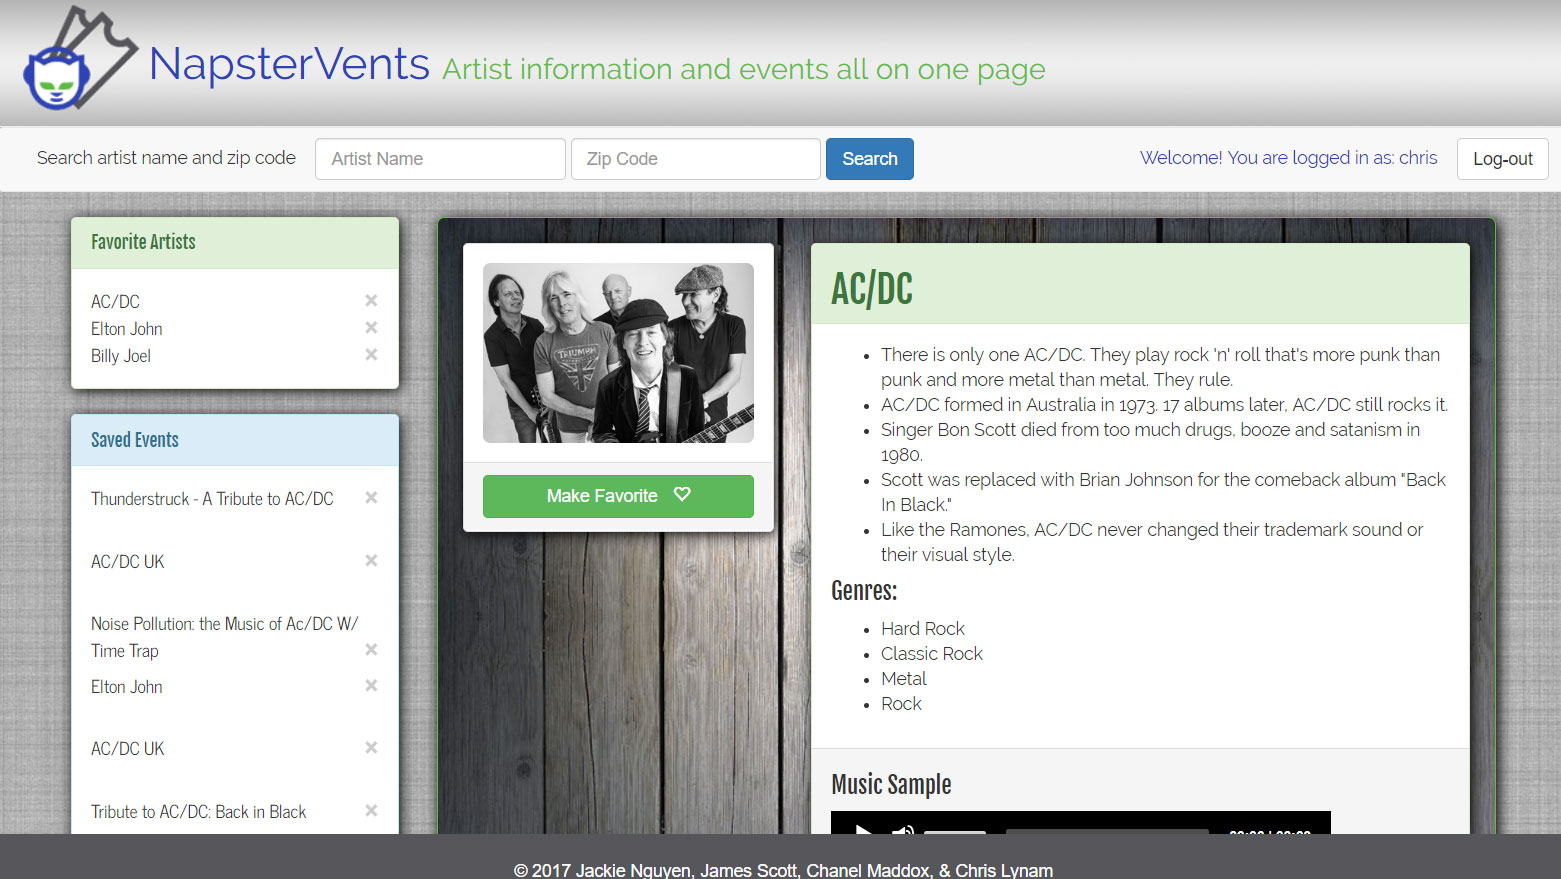 NapsterVents Artist information and events all on one page
Search artist name and zip code Artist Name Zip Code Search Welcome! You are logged in as: chris Log-out
Favorite Artists
AC/DC ×
Elton John ×
Billy Joel ×
Saved Events
Thunderstruck - A Tribute to AC/DC ×
AC/DC UK ×
Noise Pollution: the Music of Ac/DC W/
Time Trap ×
Elton John ×
AC/DC UK ×
Tribute to AC/DC: Back in Black ×
TRIUMPH
Make Favorite
AC/DC
• There is only one AC/DC. They play rock 'n' roll that's more punk than
punk and more metal than metal. They rule.
• AC/DC formed in Australia in 1973. 17 albums later, AC/DC still rocks it.
• Singer Bon Scott died from too much drugs, booze and satanism in
1980.
• Scott was replaced with Brian Johnson for the comeback album "Back
In Black."
• Like the Ramones, AC/DC never changed their trademark sound or
their visual style.
Genres:
• Hard Rock
• Classic Rock
• Metal
• Rock
Music Sample
© 2017 Jackie Nguyen, James Scott, Chanel Maddox, & Chris Lynam